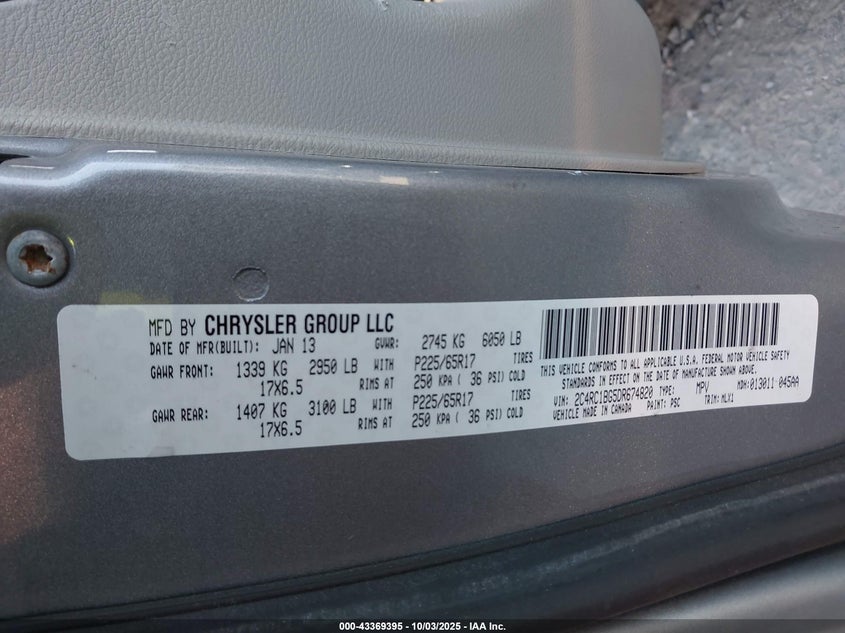 MFD BY CHRYSLER GROUP LLC
DATE OF MFR(BUILT): JAN 13 GVWR: 2745 KG 6050 LB
GAWR FRONT: 1339 KG 2950 LB WITH P225/65R17 TIRES
17X6.5 RIMS AT 250 KPA ( 36 PSI) COLD
GAWR REAR: 1407 KG 3100 LB WITH P225/65R17 TIRES
17X6.5 RIMS AT 250 KPA ( 36 PSI) COLD
THIS VEHICLE CONFORMS TO ALL APPLICABLE U.S.A. FEDERAL MOTOR VEHICLE SAFETY
STANDARDS IN EFFECT ON THE DATE OF MANUFACTURE SHOWN ABOVE.
VIN: 2C4RC1BG5DR674820 TYPE: MPV MDH: 013011 045AA
VEHICLE MADE IN CANADA PAINT: PSC TRIM: MLX1
000-43369395 - 10/03/2025 - IAA Inc.